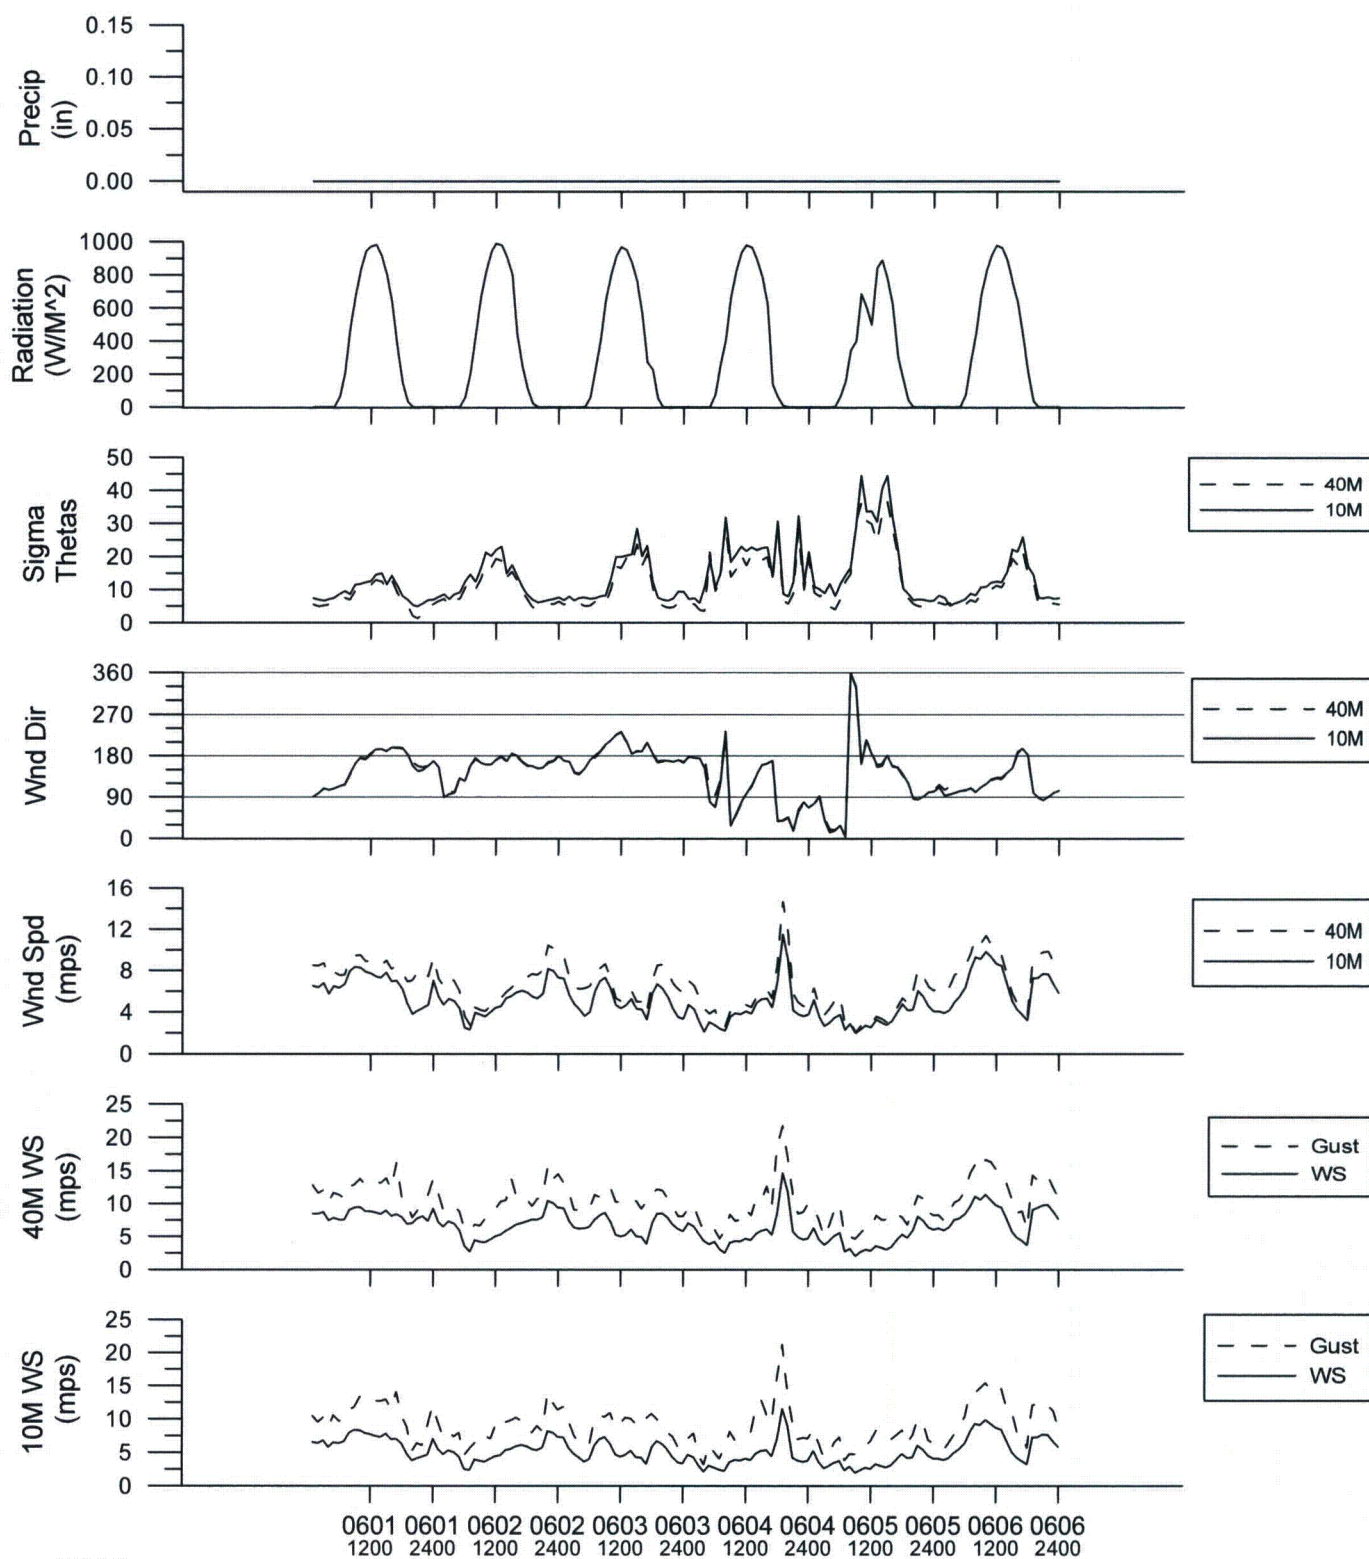 0.15
0.10
0.05
0.00
Precip
(in)
1000
800
600
400
200
0
Radiation
(W/M^2)
50
40
30
20
10
0
Sigma
Thetas
40M
10M
360
270
180
90
0
Wnd Dir
40M
10M
16
12
8
4
0
Wnd Spd
(mps)
40M
10M
25
20
15
10
5
0
40M WS
(mps)
Gust
WS
25
20
15
10
5
0
10M WS
(mps)
Gust
WS
0601 0601 0602 0602 0603 0603 0604 0604 0605 0605 0606 0606
1200 2400 1200 2400 1200 2400 1200 2400 1200 2400 1200 2400